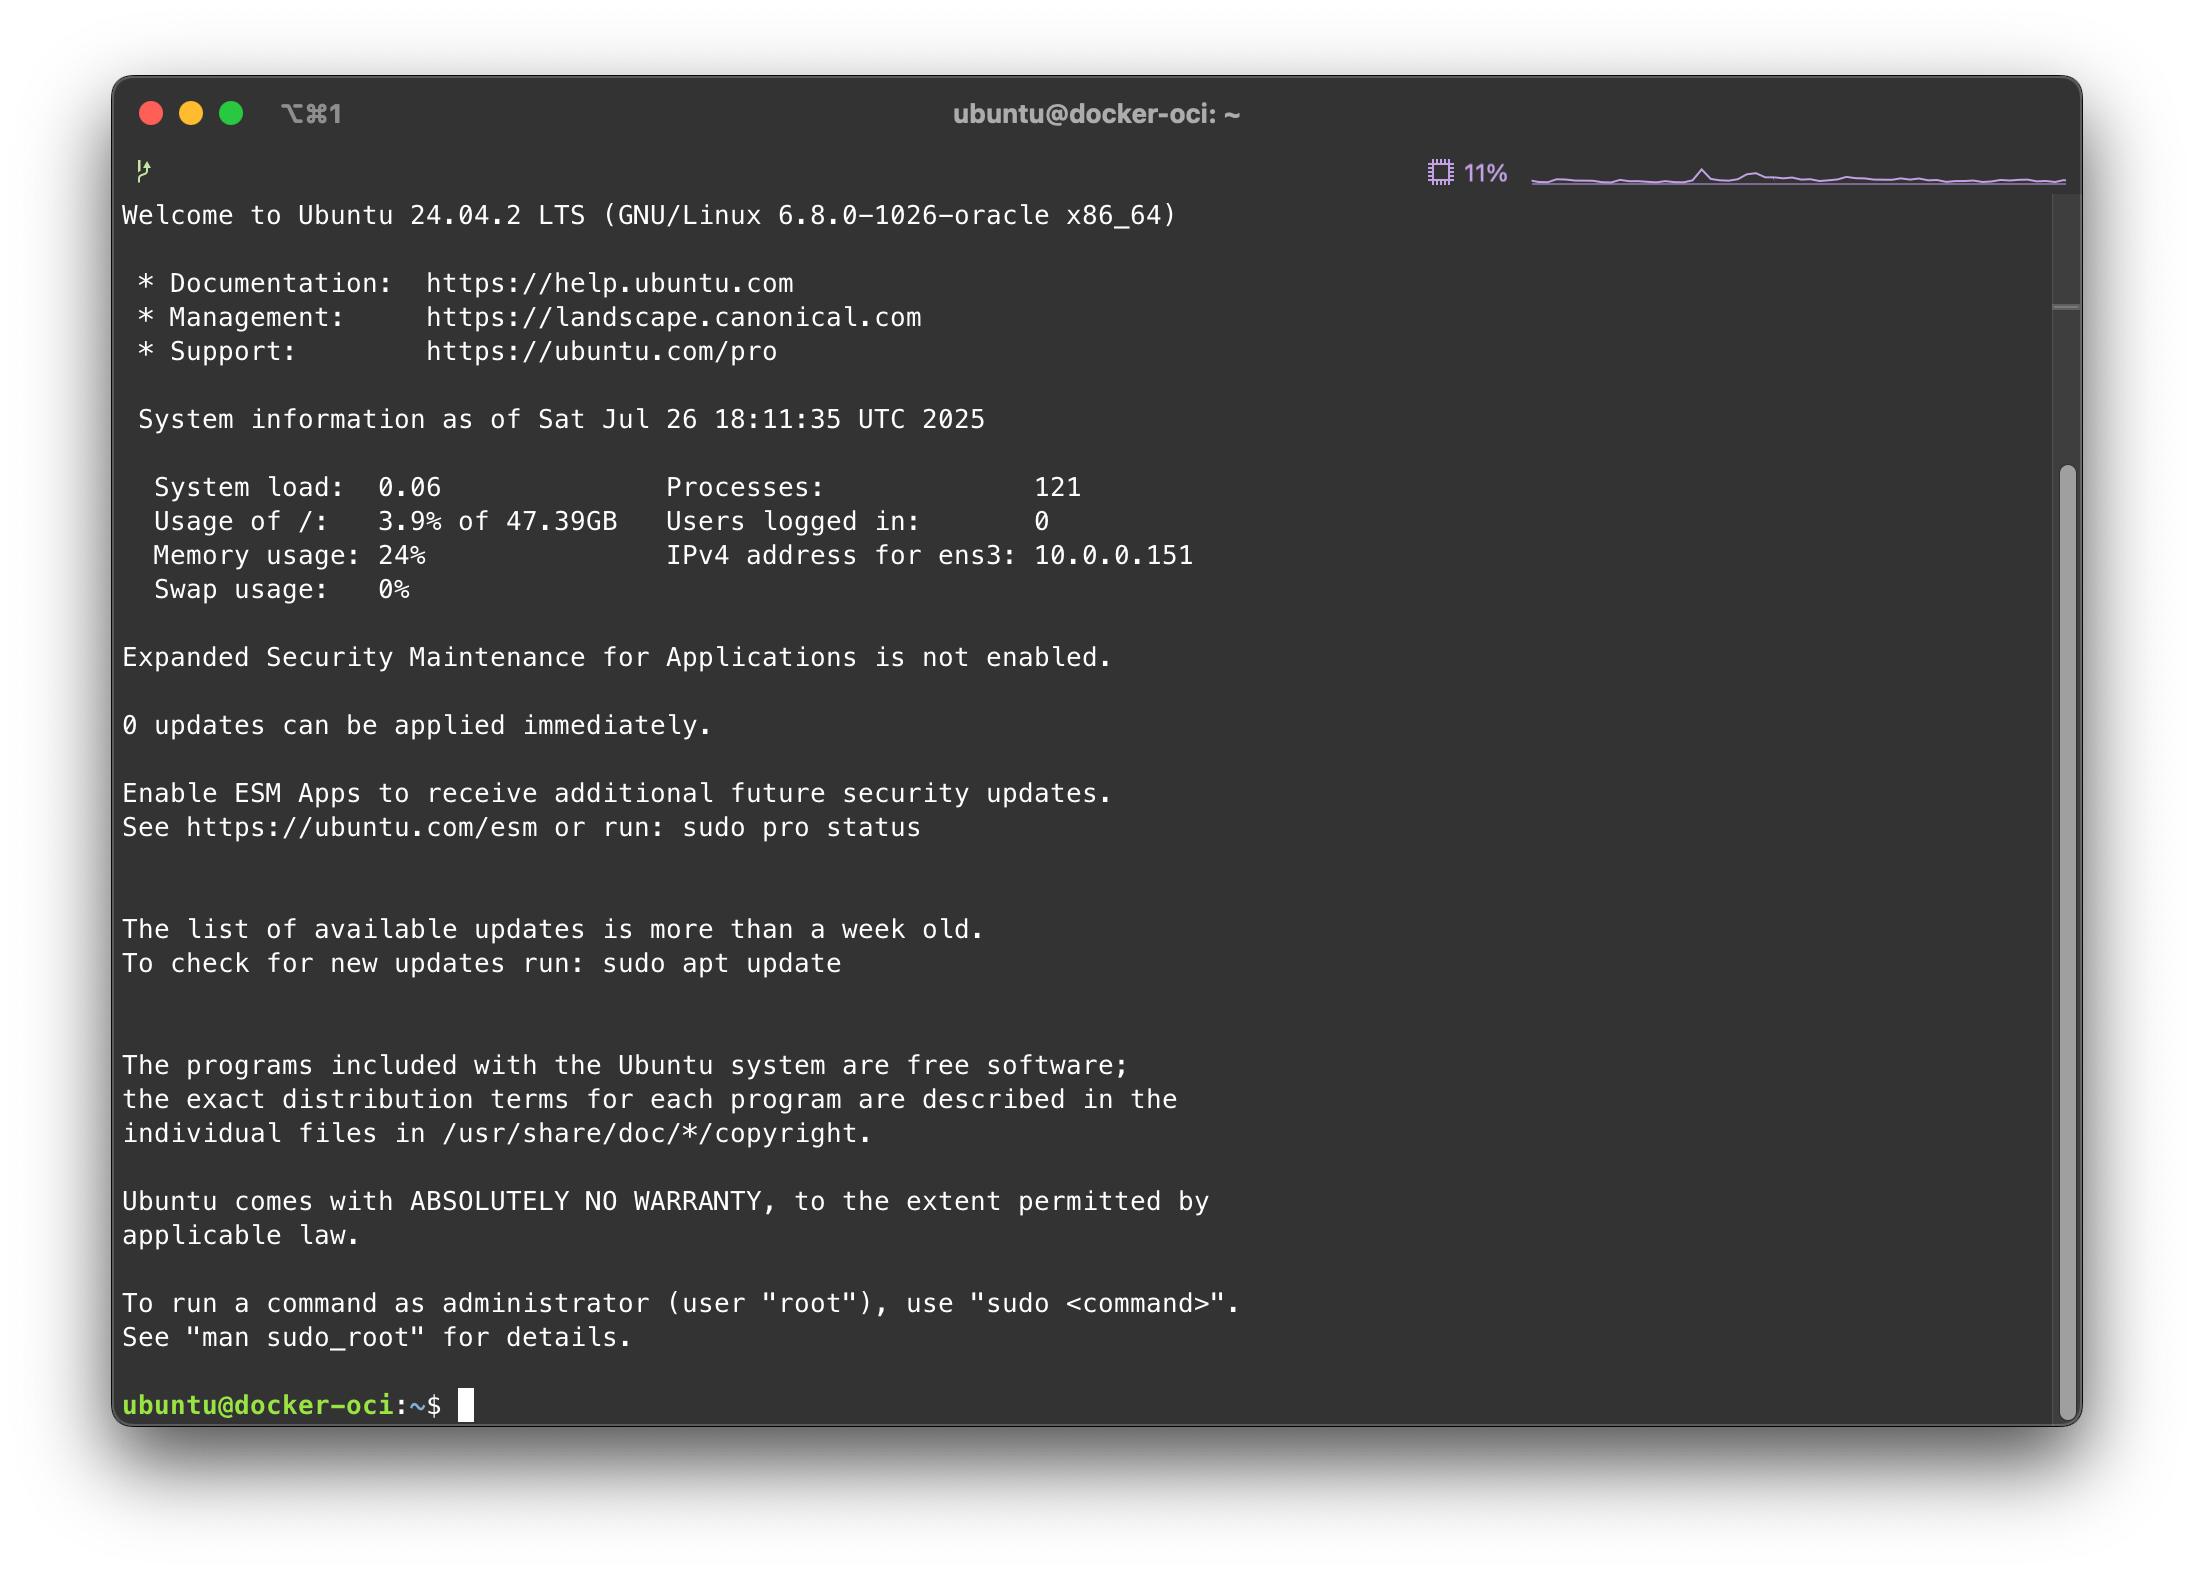 ⌥⌘1 ubuntu@docker-oci: ~
11%
Welcome to Ubuntu 24.04.2 LTS (GNU/Linux 6.8.0-1026-oracle x86_64)

 * Documentation:  https://help.ubuntu.com
 * Management:     https://landscape.canonical.com
 * Support:        https://ubuntu.com/pro

 System information as of Sat Jul 26 18:11:35 UTC 2025

  System load:  0.06              Processes:             121
  Usage of /:   3.9% of 47.39GB   Users logged in:       0
  Memory usage: 24%               IPv4 address for ens3: 10.0.0.151
  Swap usage:   0%

Expanded Security Maintenance for Applications is not enabled.

0 updates can be applied immediately.

Enable ESM Apps to receive additional future security updates.
See https://ubuntu.com/esm or run: sudo pro status


The list of available updates is more than a week old.
To check for new updates run: sudo apt update


The programs included with the Ubuntu system are free software;
the exact distribution terms for each program are described in the
individual files in /usr/share/doc/*/copyright.

Ubuntu comes with ABSOLUTELY NO WARRANTY, to the extent permitted by
applicable law.

To run a command as administrator (user "root"), use "sudo <command>".
See "man sudo_root" for details.

ubuntu@docker-oci:~$